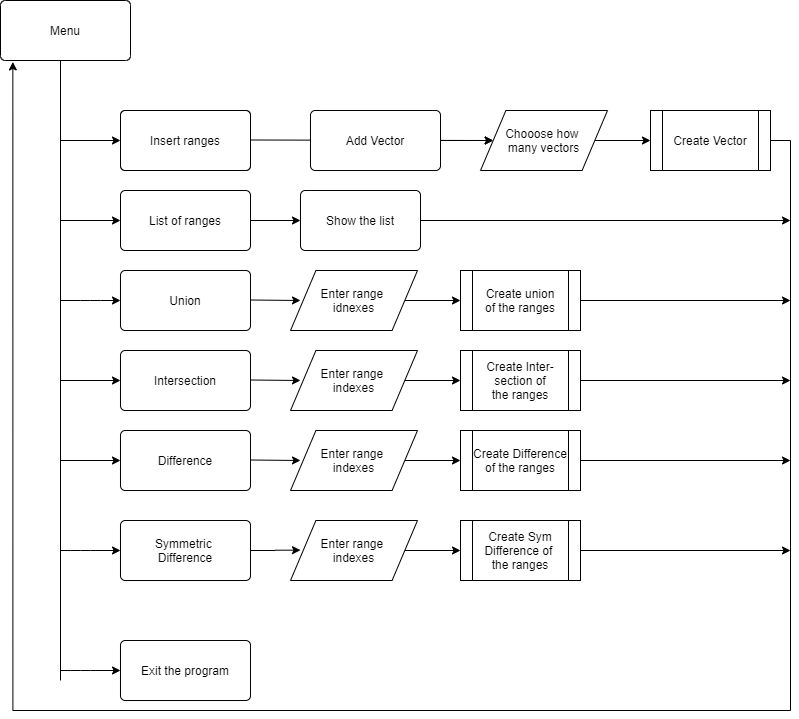 Menu
Insert ranges
Add Vector
Chooose how
many vectors
Create Vector
List of ranges
Show the list
Union
Enter range
idnexes
Create union
of the ranges
Intersection
Enter range
indexes
Create Inter-
section of
the ranges
Difference
Enter range
indexes
Create Difference
of the ranges
Symmetric
Difference
Enter range
indexes
Create Sym
Difference of
the ranges
Exit the program